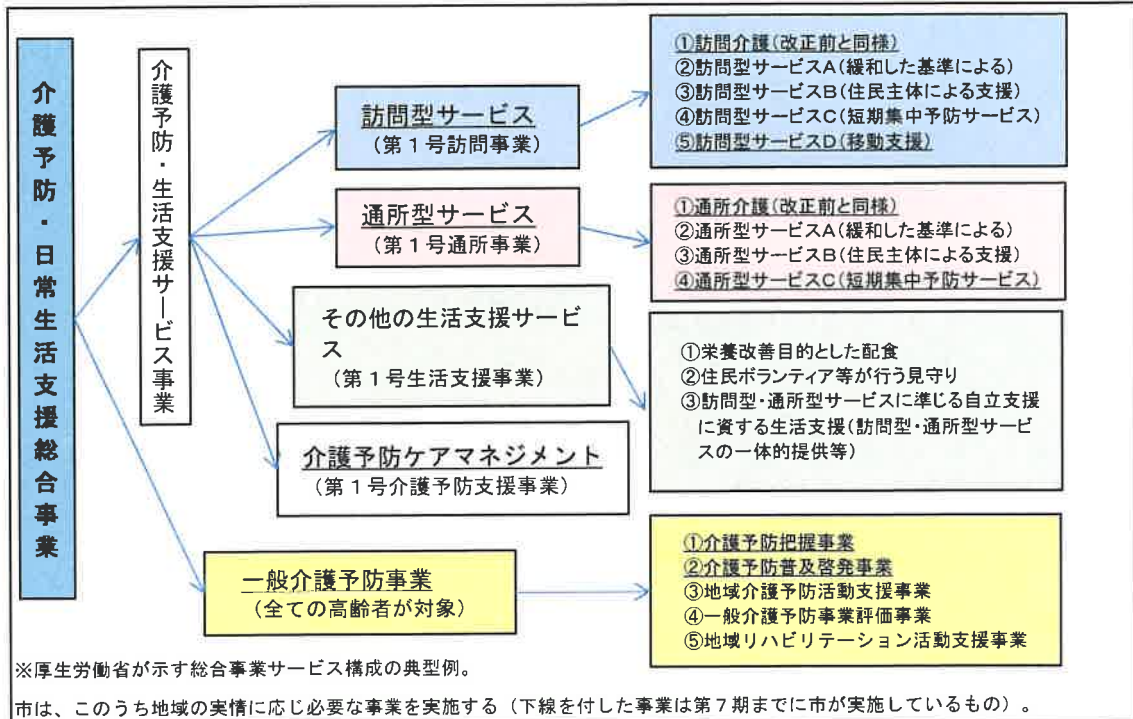 介護予防・日常生活支援総合事業
介護予防・生活支援サービス事業
訪問型サービス
(第1号訪問事業)
①訪問介護(改正前と同様)
②訪問型サービスA(緩和した基準による)
③訪問型サービスB(住民主体による支援)
④訪問型サービスC(短期集中予防サービス)
⑤訪問型サービスD(移動支援)
通所型サービス
(第1号通所事業)
①通所介護(改正前と同様)
②通所型サービスA(緩和した基準による)
③通所型サービスB(住民主体による支援)
④通所型サービスC(短期集中予防サービス)
その他の生活支援サービ
ス
(第1号生活支援事業)
①栄養改善目的とした配食
②住民ボランティア等が行う見守り
③訪問型・通所型サービスに準じる自立支援
に資する生活支援(訪問型・通所型サービ
スの一体的提供等)
介護予防ケアマネジメント
(第1号介護予防支援事業)
一般介護予防事業
(全ての高齢者が対象)
①介護予防把握事業
②介護予防普及啓発事業
③地域介護予防活動支援事業
④一般介護予防事業評価事業
⑤地域リハビリテーション活動支援事業
※厚生労働省が示す総合事業サービス構成の典型例。
市は、このうち地域の実情に応じ必要な事業を実施する(下線を付した事業は第7期までに市が実施しているもの)。